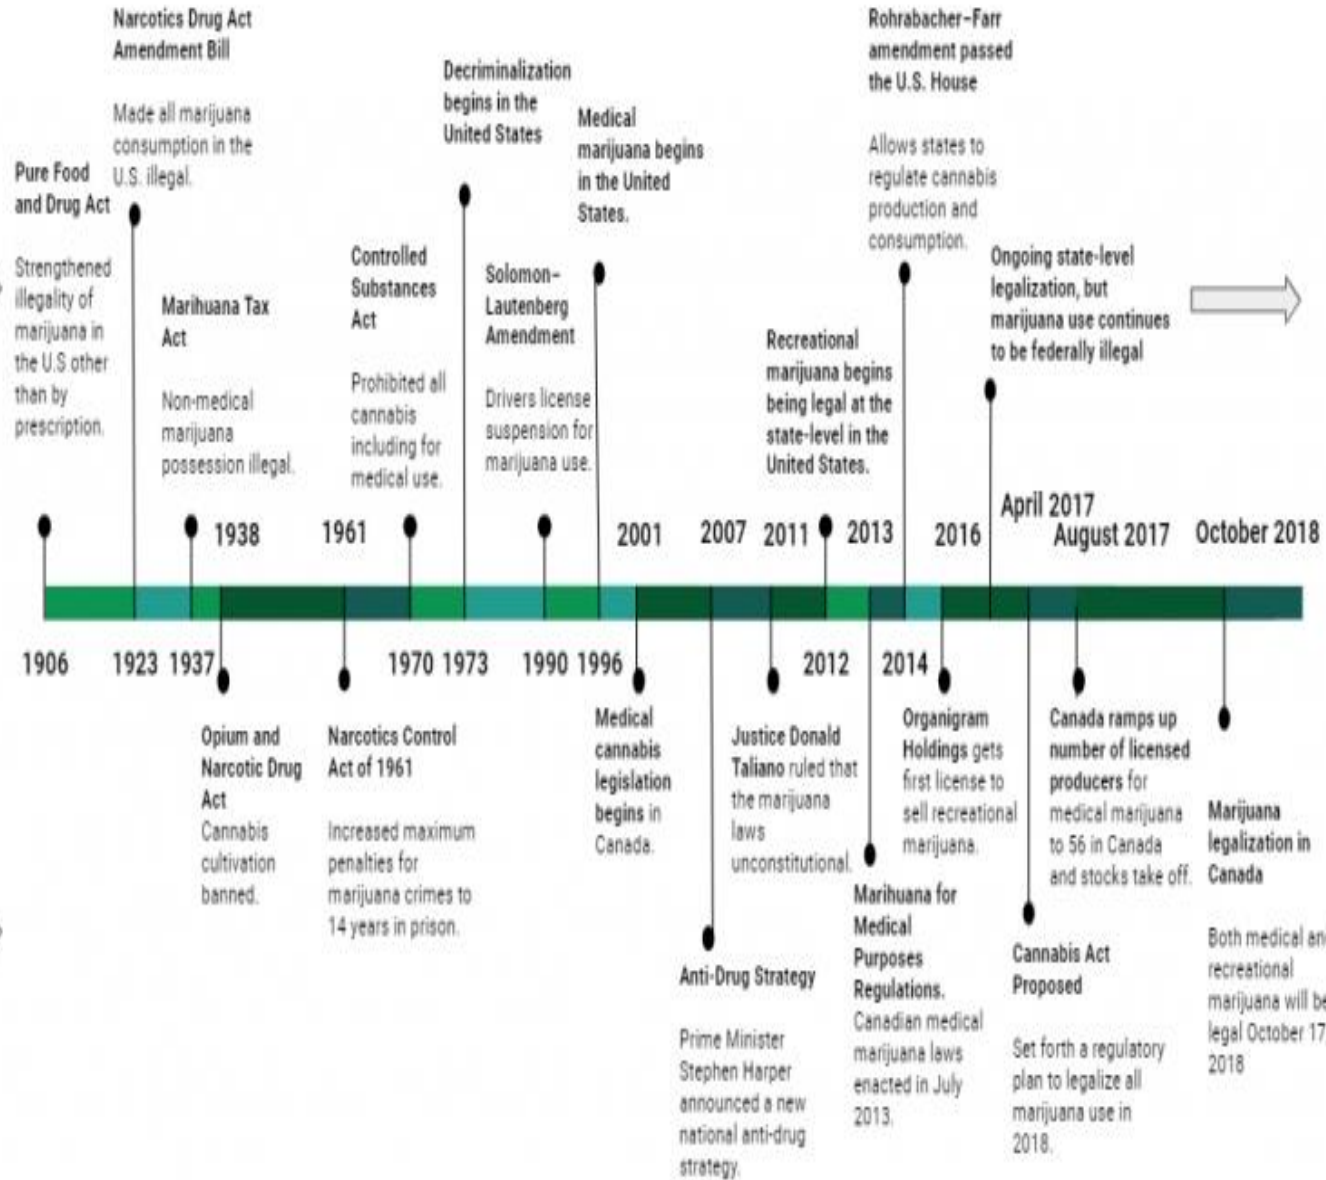 Narcotics Drug Act
Amendment Bill
Made all marijuana
consumption in the
U.S. illegal.
Pure Food
and Drug Act
Strengthened
illegality of
marijuana in
the U.S other
than by
prescription.
Marihuana Tax
Act
Non-medical
marijuana
possession illegal.
Controlled
Substances
Act
Prohibited all
cannabis
including for
medical use.
Decriminalization
begins in the
United States
Solomon–
Lautenberg
Amendment
Drivers license
suspension for
marijuana use.
Medical
marijuana begins
in the United
States.
Recreational
marijuana begins
being legal at the
state-level in the
United States.
Rohrabacher–Farr
amendment passed
the U.S. House
Allows states to
regulate cannabis
production and
consumption.
Ongoing state-level
legalization, but
marijuana use continues
to be federally illegal
1938
1961
2001
2007
2011
2013
2016
April 2017
August 2017
October 2018
1906
1923
1937
1970
1973
1990
1996
2012
2014
Opium and
Narcotic Drug
Act
Cannabis
cultivation
banned.
Narcotics Control
Act of 1961
Increased maximum
penalties for
marijuana crimes to
14 years in prison.
Medical
cannabis
legislation
begins in
Canada.
Anti-Drug Strategy
Prime Minister
Stephen Harper
announced a new
national anti-drug
strategy.
Justice Donald
Taliano ruled that
the marijuana
laws
unconstitutional.
Marihuana for
Medical
Purposes
Regulations.
Canadian medical
marijuana laws
enacted in July
2013.
Organigram
Holdings gets
first license to
sell recreational
marijuana.
Cannabis Act
Proposed
Set forth a regulatory
plan to legalize all
marijuana use in
2018.
Canada ramps up
number of licensed
producers for
medical marijuana
to 56 in Canada
and stocks take off.
Marijuana
legalization in
Canada
Both medical an
recreational
marijuana will be
legal October 17
2018